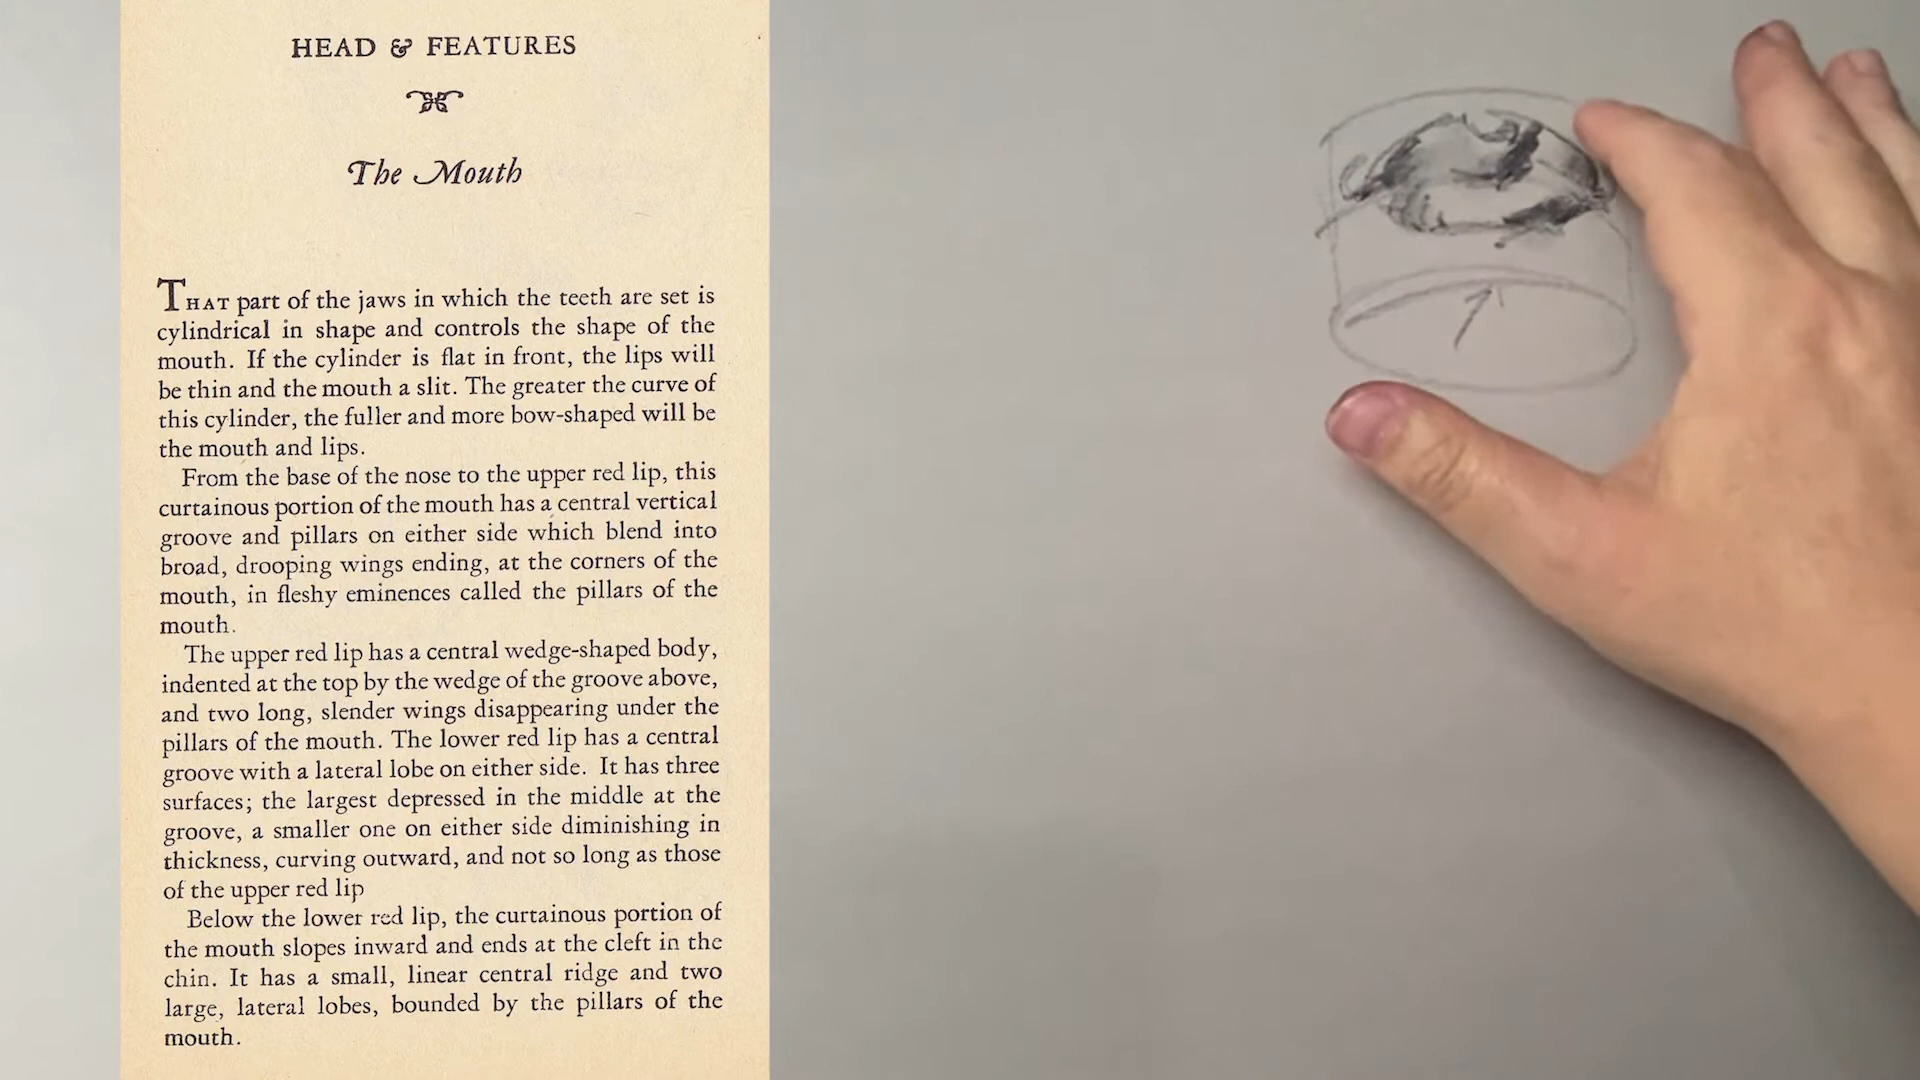 HEAD & FEATURES
The Mouth
THAT part of the jaws in which the teeth are set is
cylindrical in shape and controls the shape of the
mouth. If the cylinder is flat in front, the lips will
be thin and the mouth a slit. The greater the curve of
this cylinder, the fuller and more bow-shaped will be
the mouth and lips.
From the base of the nose to the upper red lip, this
curtainous portion of the mouth has a central vertical
groove and pillars on either side which blend into
broad, drooping wings ending, at the corners of the
mouth, in fleshy eminences called the pillars of the
mouth.
The upper red lip has a central wedge-shaped body,
indented at the top by the wedge of the groove above,
and two long, slender wings disappearing under the
pillars of the mouth. The lower red lip has a central
groove with a lateral lobe on either side. It has three
surfaces; the largest depressed in the middle at the
groove, a smaller one on either side diminishing in
thickness, curving outward, and not so long as those
of the upper red lip
Below the lower red lip, the curtainous portion of
the mouth slopes inward and ends at the cleft in the
chin. It has a small, linear central ridge and two
large, lateral lobes, bounded by the pillars of the
mouth.